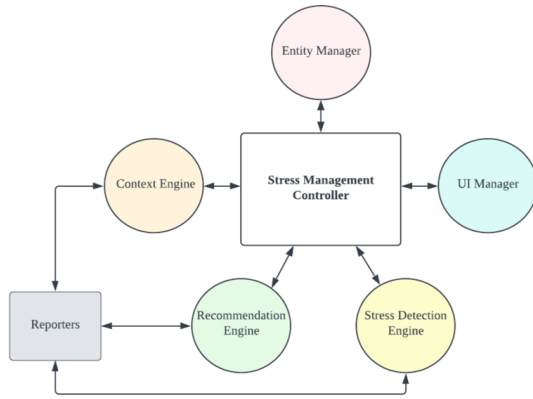 Entity Manager
Context Engine
Stress Management
Controller
UI Manager
Reporters
Recommendation
Engine
Stress Detection
Engine